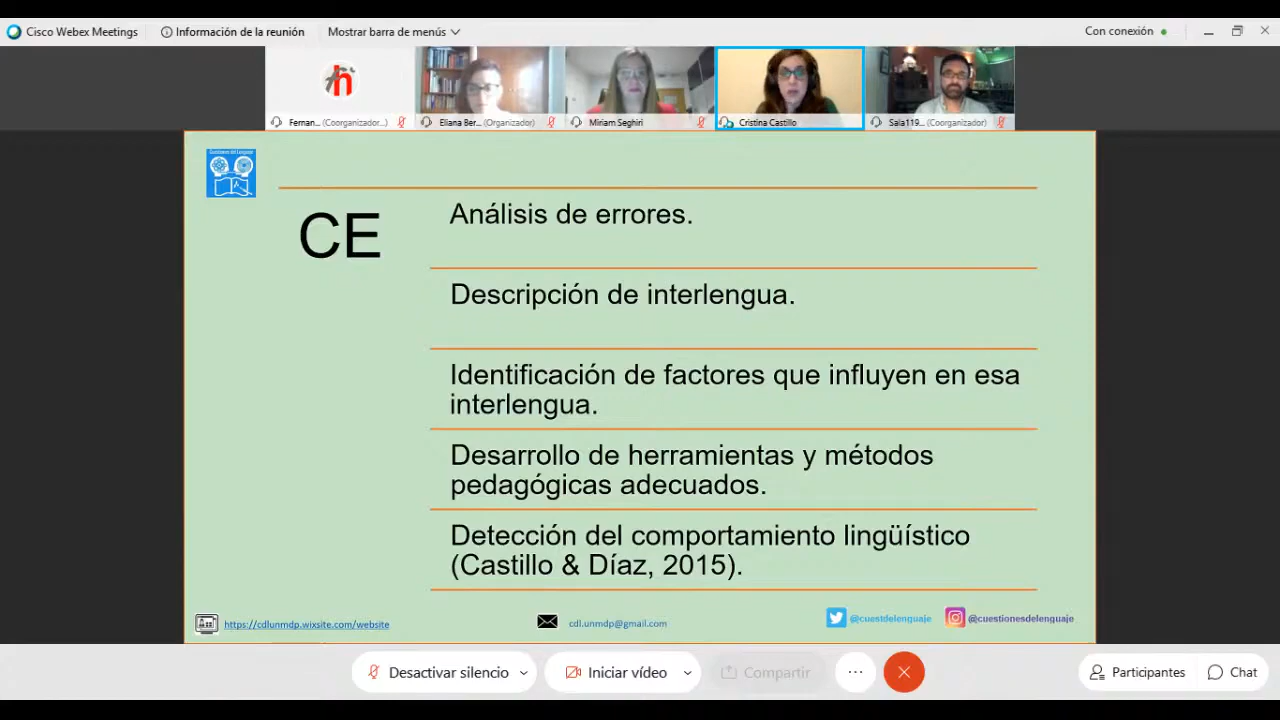 Cisco Webex Meetings
Información de la reunión
Mostrar barra de menús
Con conexión
h
Fernan... (Coorganizador...)
Eliana Ber... (Organizador)
Miriam Seghiri
Cristina Castillo
Sala119... (Coorganizador)
CE
Análisis de errores.
Descripción de interlengua.
Identificación de factores que influyen en esa
interlengua.
Desarrollo de herramientas y métodos
pedagógicas adecuados.
Detección del comportamiento lingüístico
(Castillo & Díaz, 2015).
https://cdlunmdp.wixsite.com/website
cdl.unmdp@gmail.com
@cuestdelenguaje
@cuestionesdelenguaje
Desactivar silencio
Iniciar vídeo
Compartir
Participantes
Chat